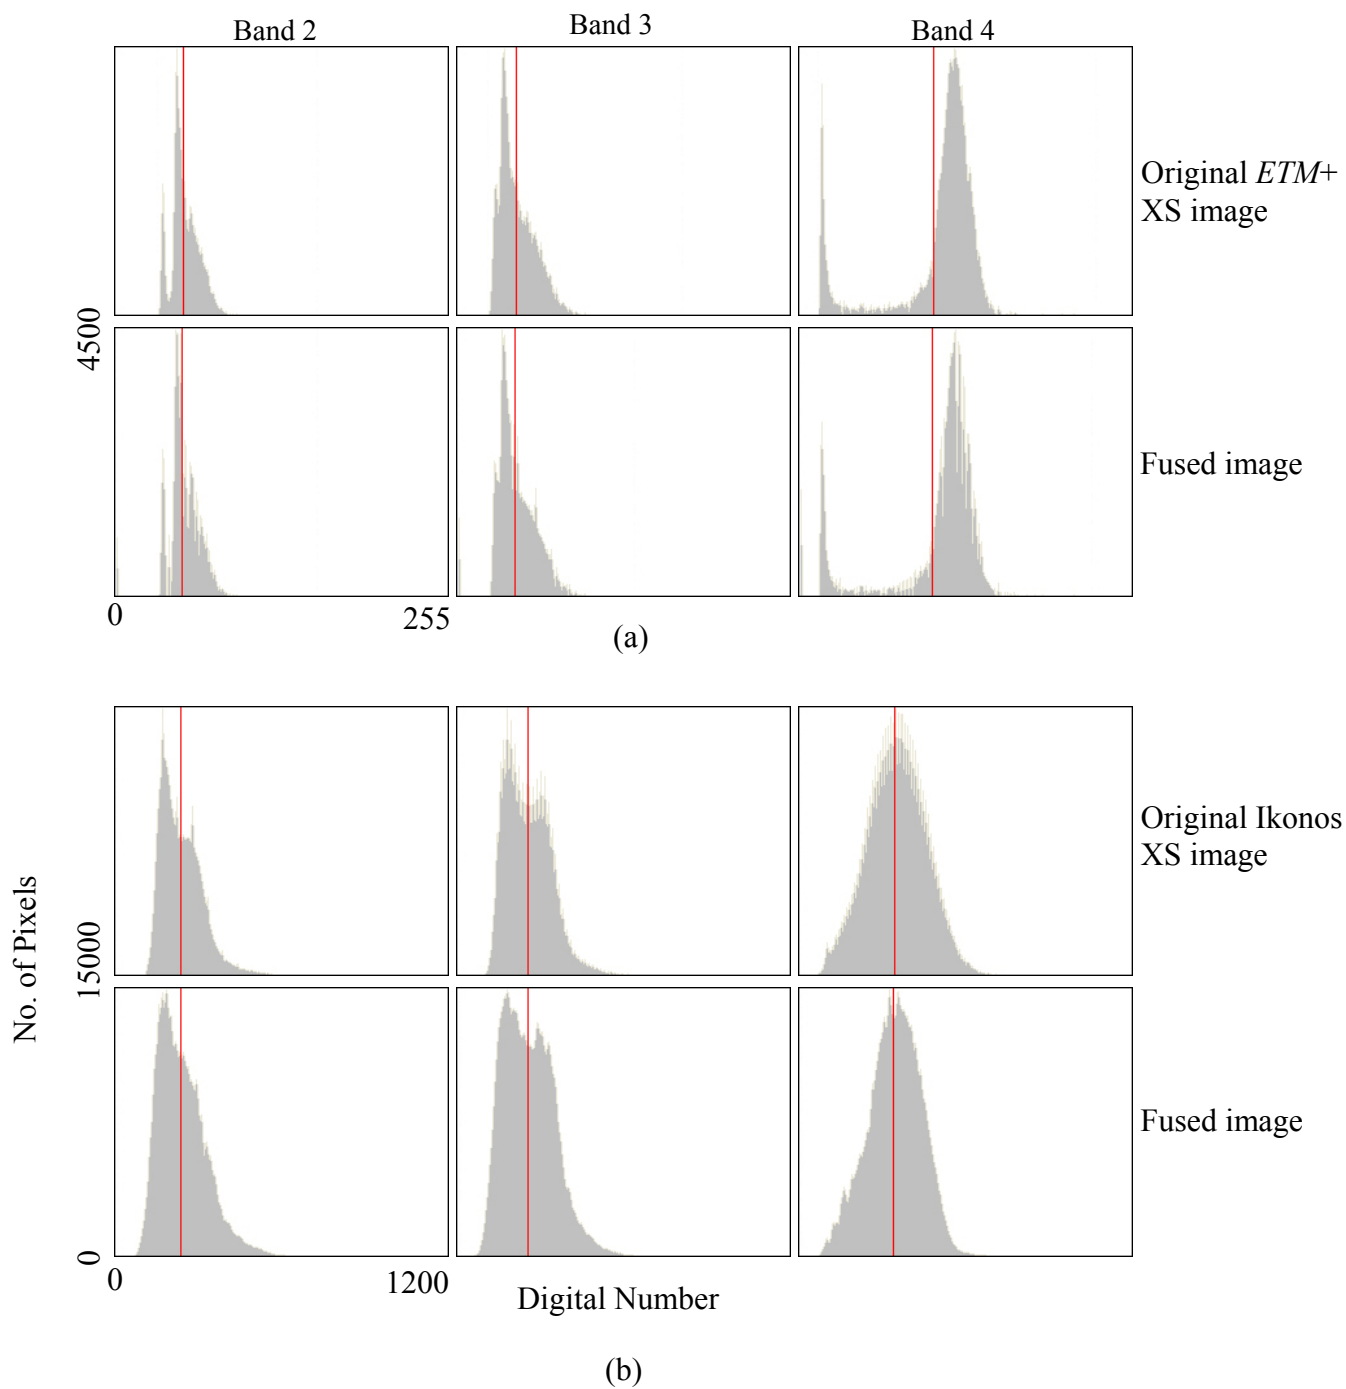 Band 2
Band 3
Band 4
Original ETM+
XS image
4500
Fused image
0
255
(a)
Original Ikonos
XS image
No. of Pixels
15000
Fused image
0
0
1200
Digital Number
(b)